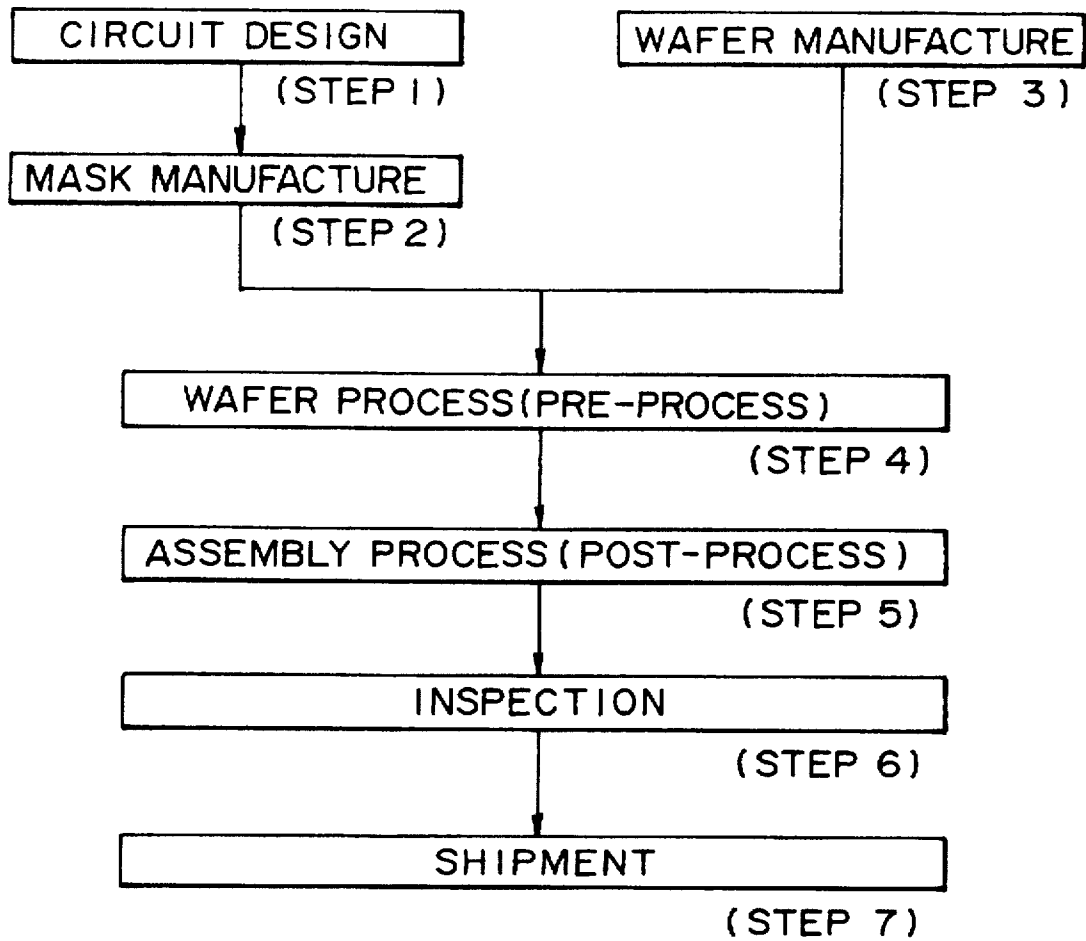 CIRCUIT DESIGN
(STEP 1)
WAFER MANUFACTURE
(STEP 3)
MASK MANUFACTURE
(STEP 2)
WAFER PROCESS(PRE-PROCESS)
(STEP 4)
ASSEMBLY PROCESS(POST-PROCESS)
(STEP 5)
INSPECTION
(STEP 6)
SHIPMENT
(STEP 7)